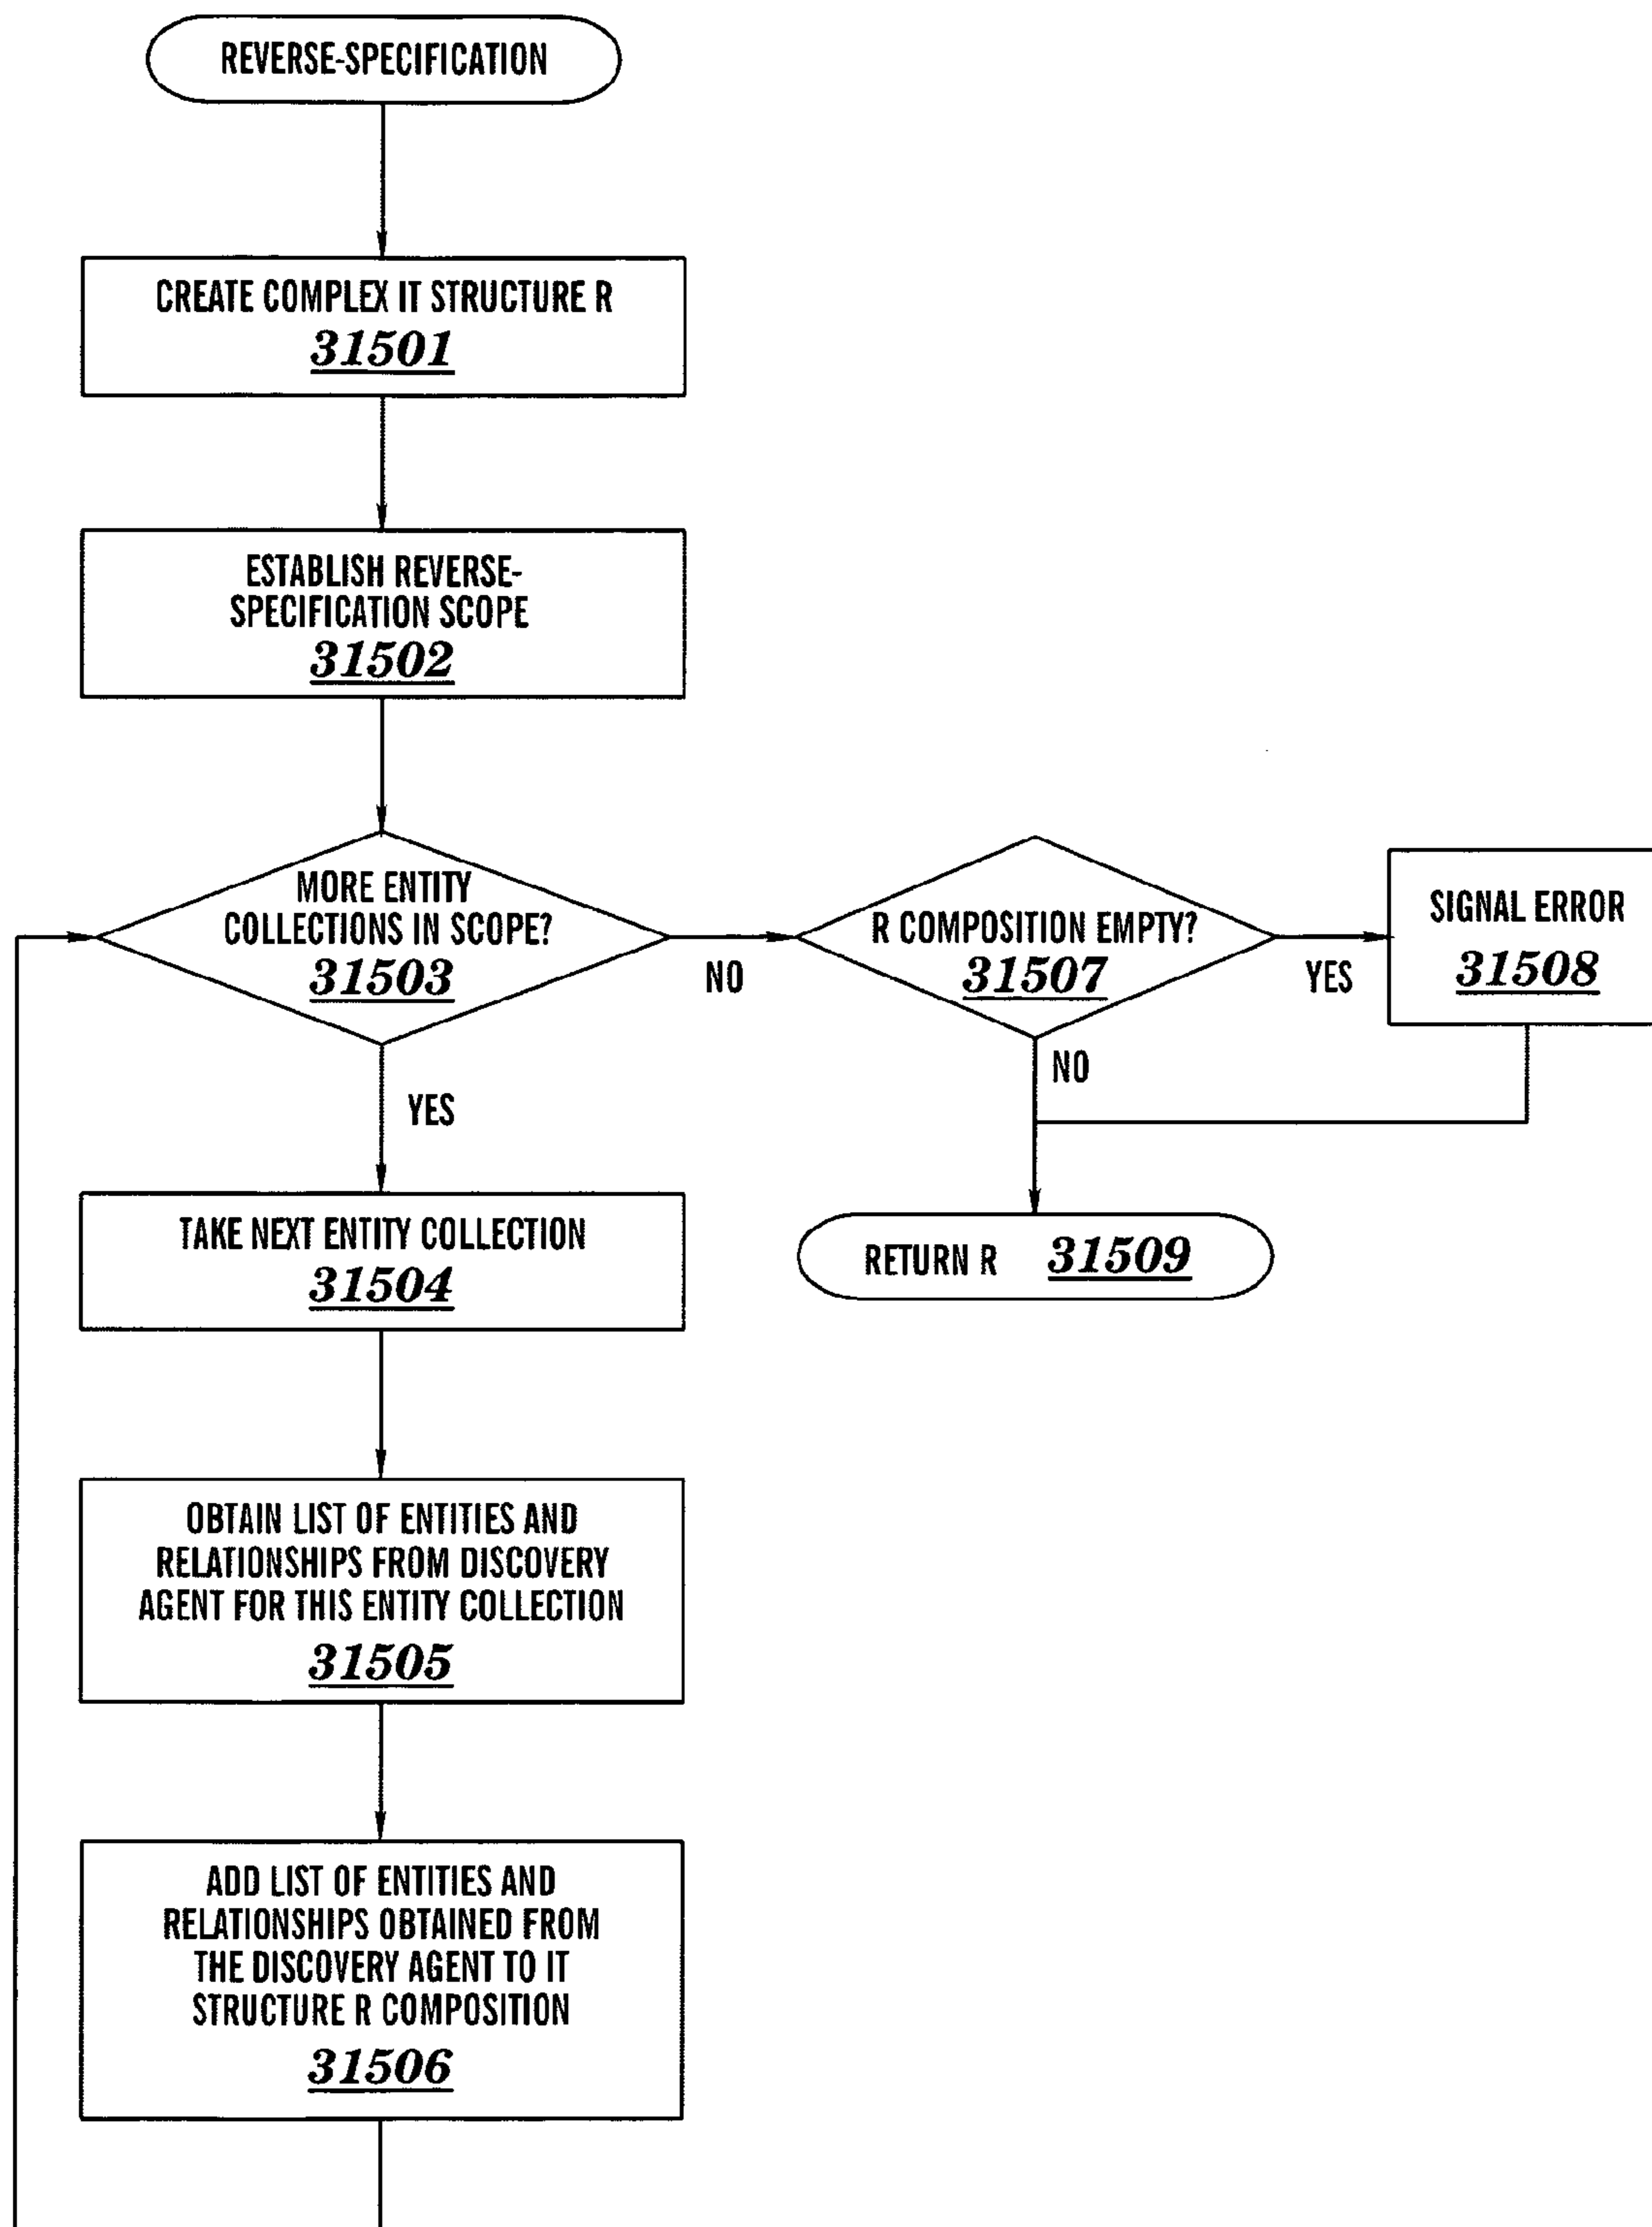 REVERSE-SPECIFICATION
CREATE COMPLEX IT STRUCTURE R
31501
ESTABLISH REVERSE-
SPECIFICATION SCOPE
31502
MORE ENTITY
COLLECTIONS IN SCOPE?
31503
NO
R COMPOSITION EMPTY?
31507
YES
SIGNAL ERROR
31508
NO
YES
TAKE NEXT ENTITY COLLECTION
31504
RETURN R 31509
OBTAIN LIST OF ENTITIES AND
RELATIONSHIPS FROM DISCOVERY
AGENT FOR THIS ENTITY COLLECTION
31505
ADD LIST OF ENTITIES AND
RELATIONSHIPS OBTAINED FROM
THE DISCOVERY AGENT TO IT
STRUCTURE R COMPOSITION
31506